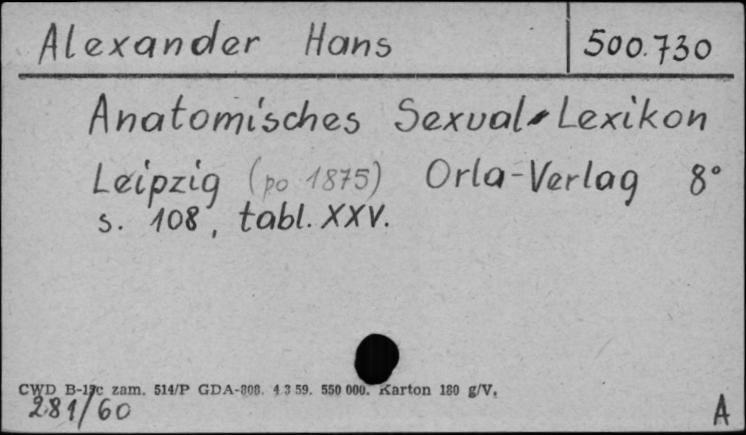 Alexander Hans 500.730
Anatomisches Sexual-Lexikon
Leipzig (po 1875) Orla-Verlag 8°
s. 108, tabl. XXV.
CWD B-15c zam. 514/P GDA-808. 4 3 59. 550 000. Karton 180 g/V.
281/60
A